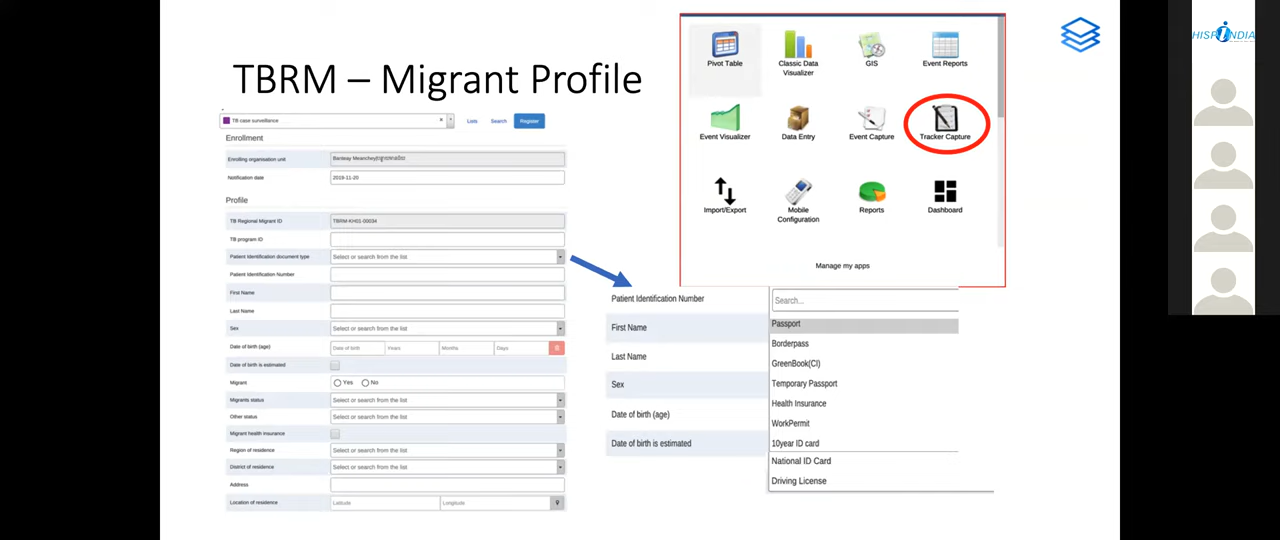 TBRM – Migrant Profile
TB case surveillance
Lists
Search
Register
Enrollment
Enrolling organisation unit
Banteay Meanchey
Notification date
2018-11-20
Profile
TB Regional Migrant ID
TBRM-KHIS-00034
TB program ID
Patient Identification document type
Select or search from the list
Patient Identification Number
First Name
Last Name
Sex
Select or search from the list
Date of birth (age)
Date of birth
Years
Months
Days
Date of birth is estimated
Migrant
Yes
No
Migrants status
Select or search from the list
Other status
Select or search from the list
Migrant health insurance
Region of residence
Select or search from the list
District of residence
Select or search from the list
Address
Location of residence
Latitude
Longitude
Pivot Table
Classic Data
Visualizer
GIS
Event Reports
Event Visualizer
Data Entry
Event Capture
Tracker Capture
Import/Export
Mobile
Configuration
Reports
Dashboard
Manage my apps
Patient Identification Number
First Name
Last Name
Sex
Date of birth (age)
Date of birth is estimated
Search...
Passport
Borderpass
GreenBook(CI)
Temporary Passport
Health Insurance
WorkPermit
10year ID card
National ID Card
Driving License
HISP INDIA